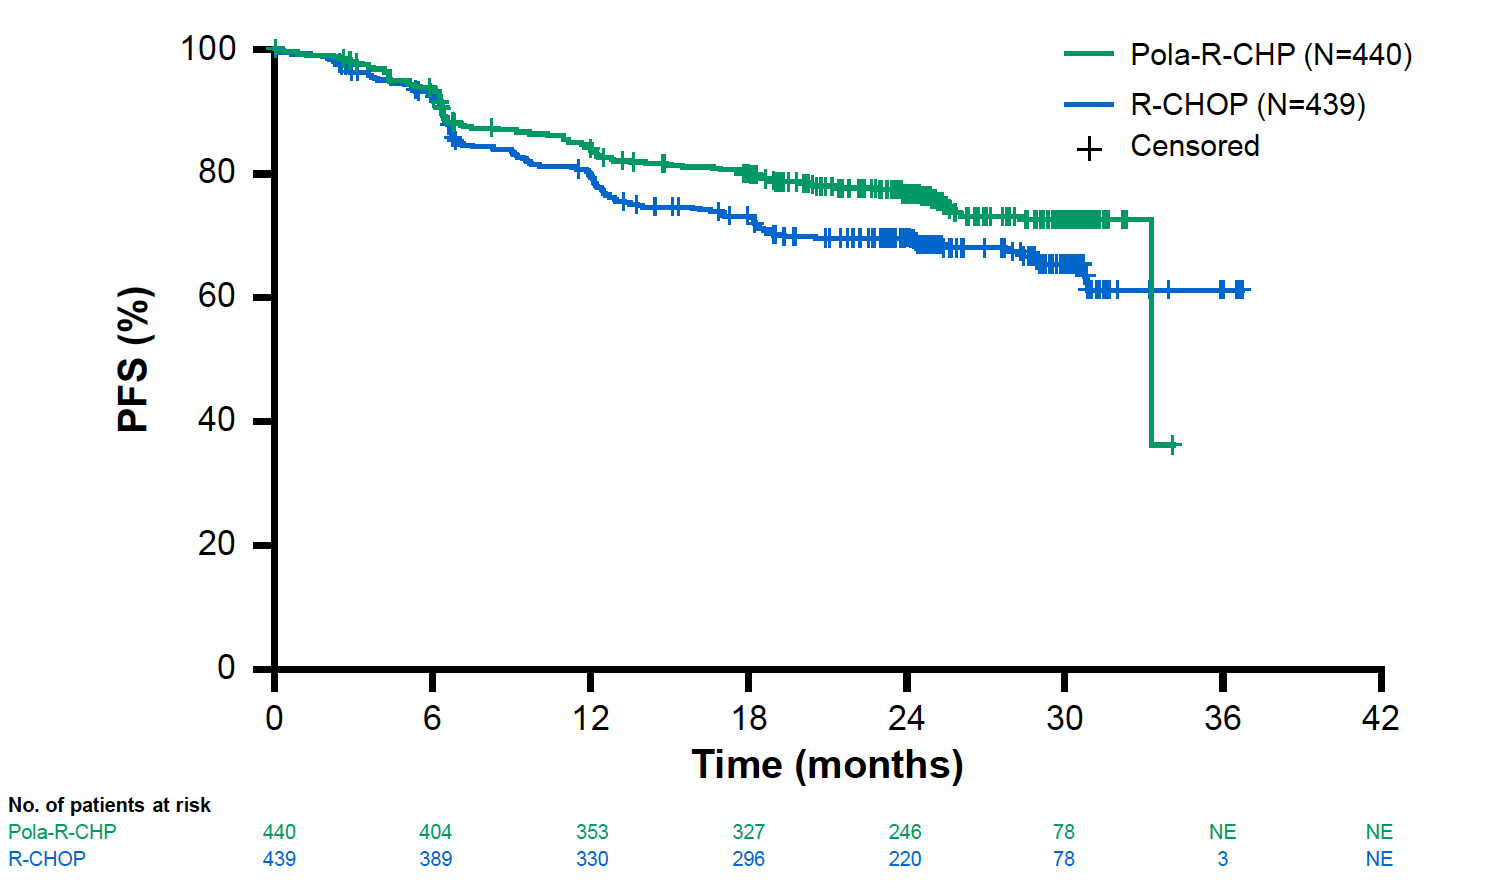 Pola-R-CHP (N=440)
R-CHOP (N=439)
Censored
PFS (%)
100
80
60
40
20
0
0 6 12 18 24 30 36 42
Time (months)
No. of patients at risk
Pola-R-CHP 440 404 353 327 246 78 NE NE
R-CHOP 439 389 330 296 220 78 3 NE